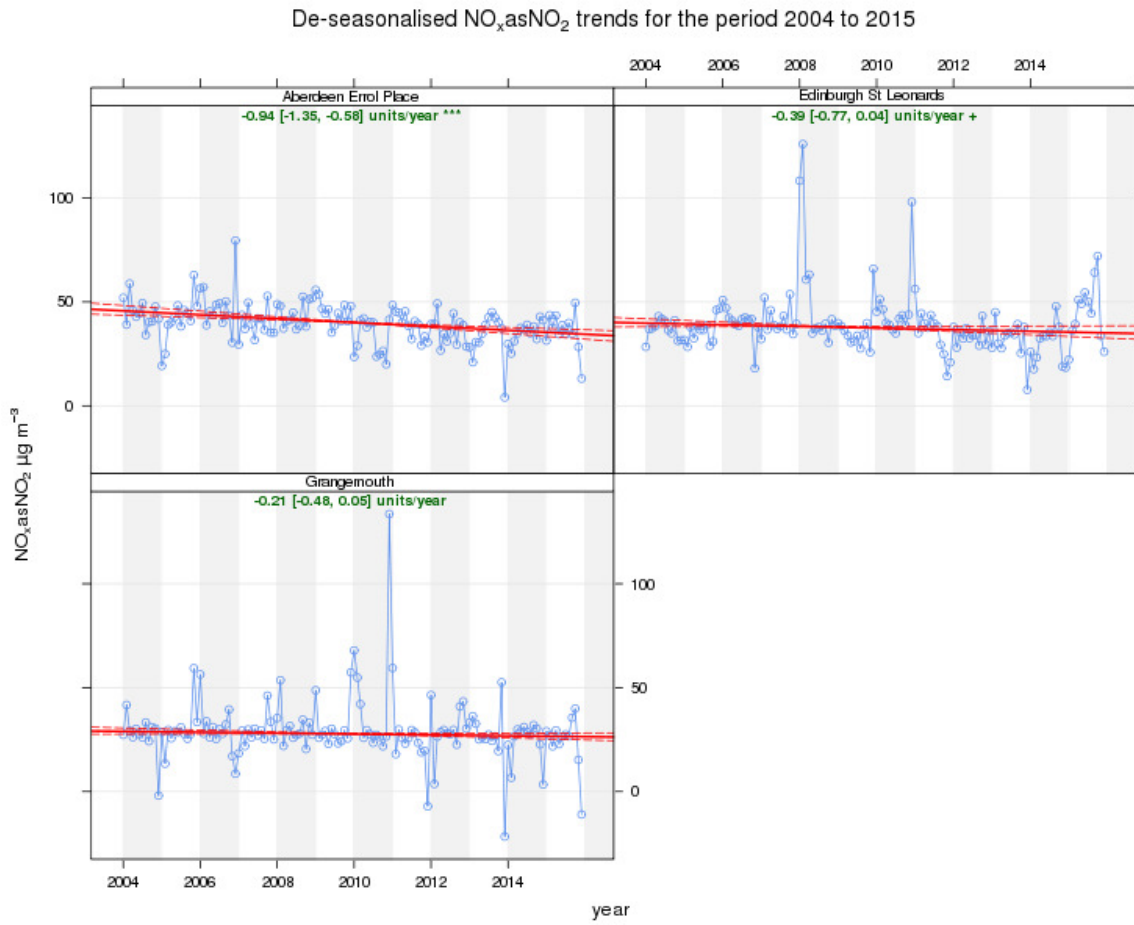 De-seasonalised NOₓasNO₂ trends for the period 2004 to 2015
2004 2006 2008 2010 2012 2014
Aberdeen Errol Place
Edinburgh St Leonards
-0.94 [-1.35, -0.58] units/year ***
-0.39 [-0.77, 0.04] units/year +
100
50
0
Grangemouth
-0.21 [-0.48, 0.05] units/year
100
50
0
NOₓasNO₂ µg m⁻³
2004 2006 2008 2010 2012 2014
year